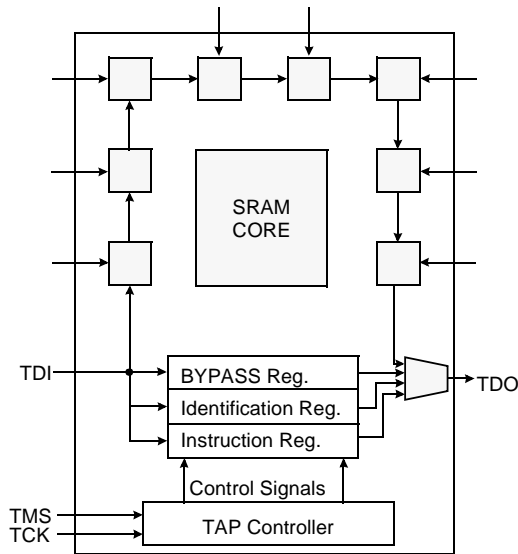 SRAM
CORE
TDI
BYPASS Reg.
TDO
Identification Reg.
Instruction Reg.
Control Signals
TMS
TCK
TAP Controller